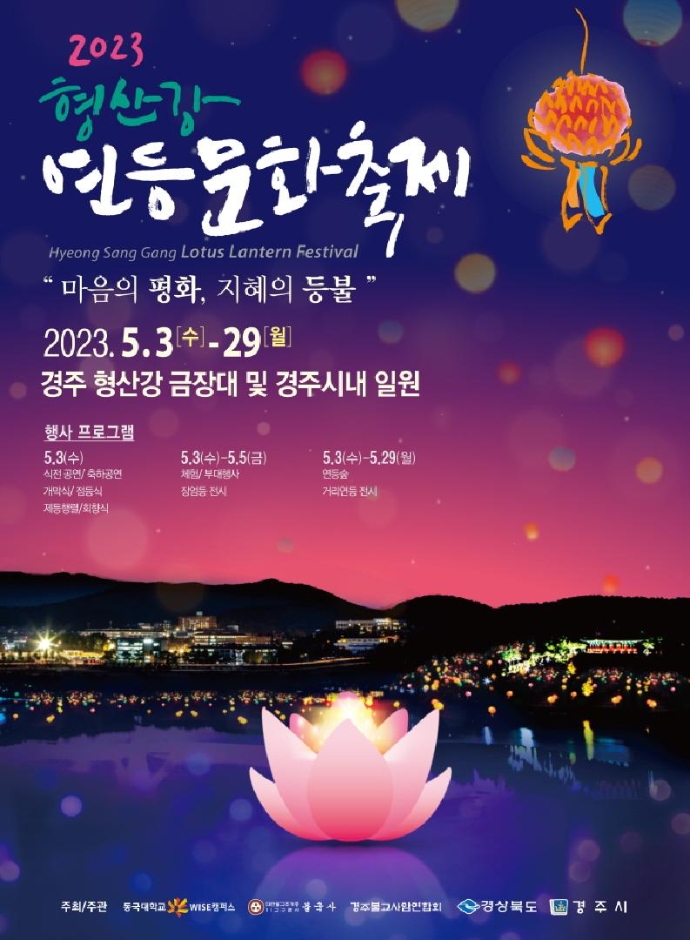 2023
형산강
연등문화축제
Hyeong Sang Gang Lotus Lantern Festival
“ 마음의 평화, 지혜의 등불 ”
2023. 5. 3[수] - 29[월]
경주 형산강 금장대 및 경주시내 일원
행사 프로그램
5.3(수)
식전 공연/ 축하공연
개막식/ 점등식
제등행렬/회향식
5.3(수)-5.5(금)
체험/ 부대행사
장엄등 전시
5.3(수)-5.29(월)
연등숲
거리연등 전시
주최/주관 동국대학교 WISE캠퍼스 불국사 경주불교사암연합회 경상북도 경주시